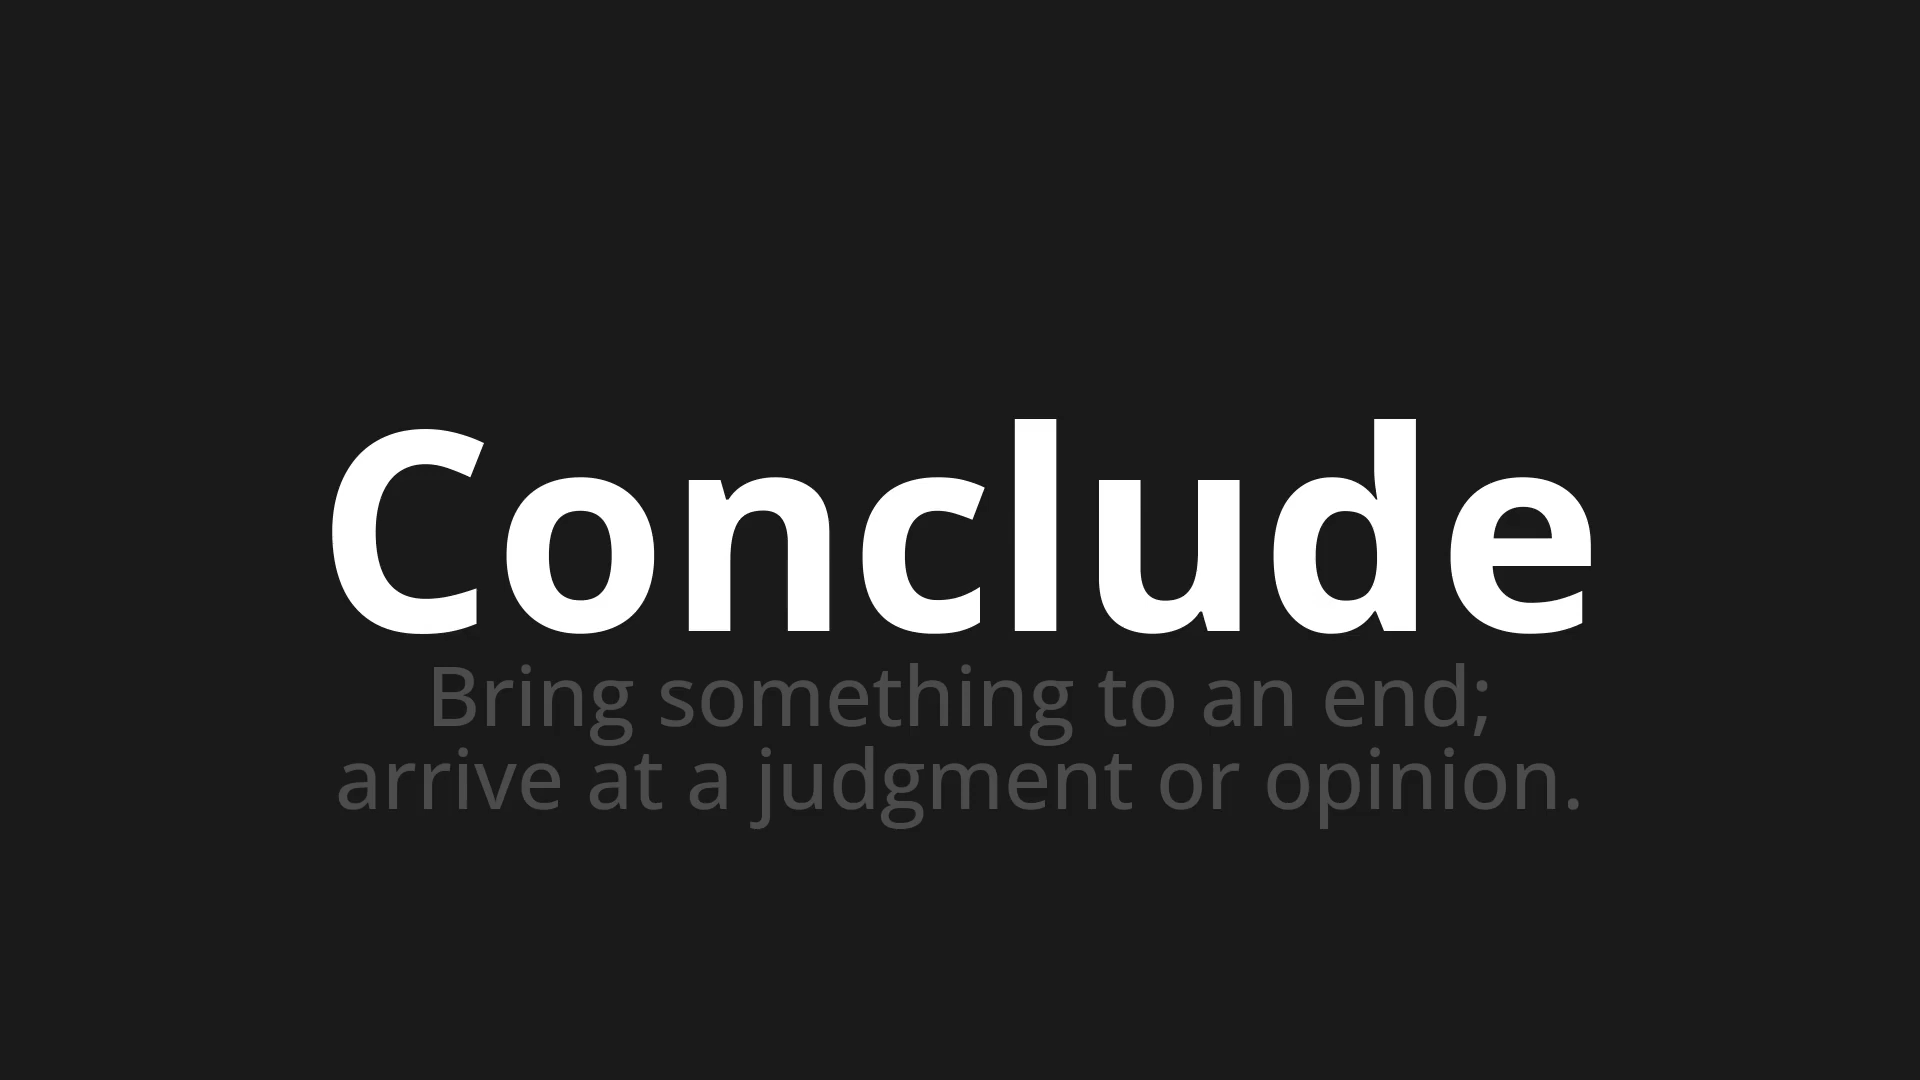 Conclude
Bring something to an end;
arrive at a judgment or opinion.